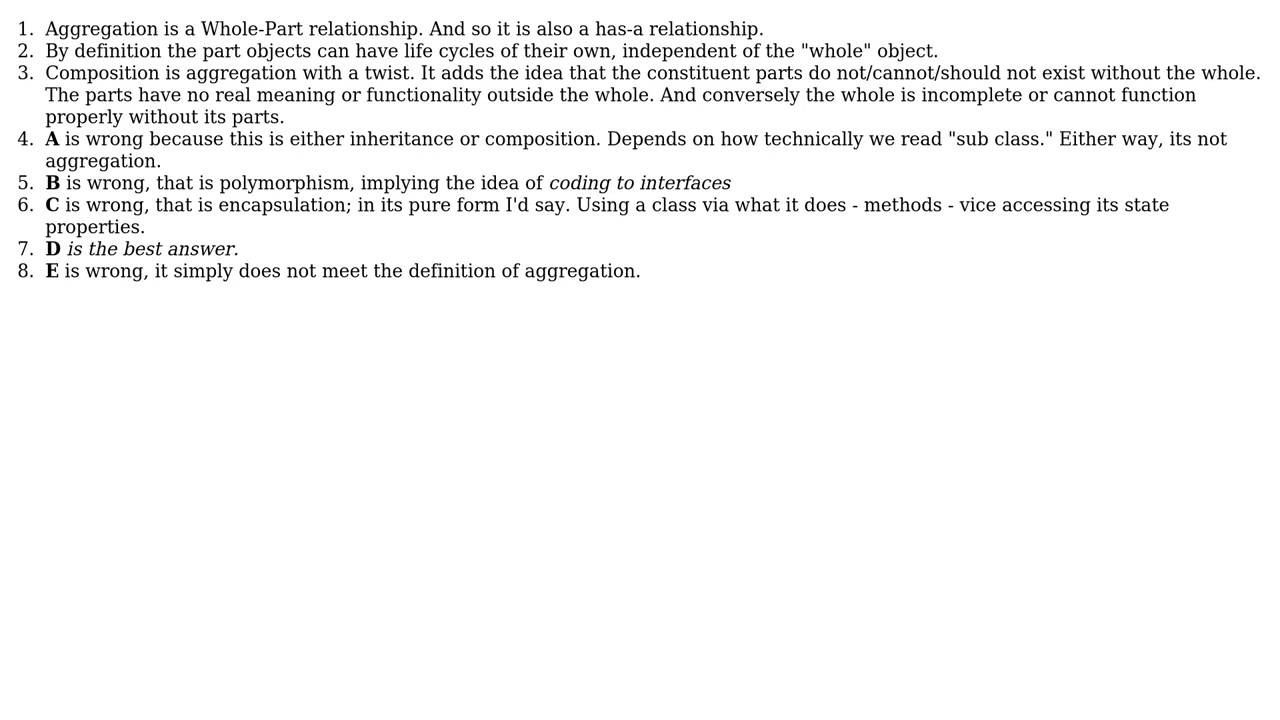 1. Aggregation is a Whole-Part relationship. And so it is also a has-a relationship.
2. By definition the part objects can have life cycles of their own, independent of the "whole" object.
3. Composition is aggregation with a twist. It adds the idea that the constituent parts do not/cannot/should not exist without the whole.
The parts have no real meaning or functionality outside the whole. And conversely the whole is incomplete or cannot function
properly without its parts.
4. A is wrong because this is either inheritance or composition. Depends on how technically we read "sub class." Either way, its not
aggregation.
5. B is wrong, that is polymorphism, implying the idea of coding to interfaces
6. C is wrong, that is encapsulation; in its pure form I'd say. Using a class via what it does - methods - vice accessing its state
properties.
7. D is the best answer.
8. E is wrong, it simply does not meet the definition of aggregation.